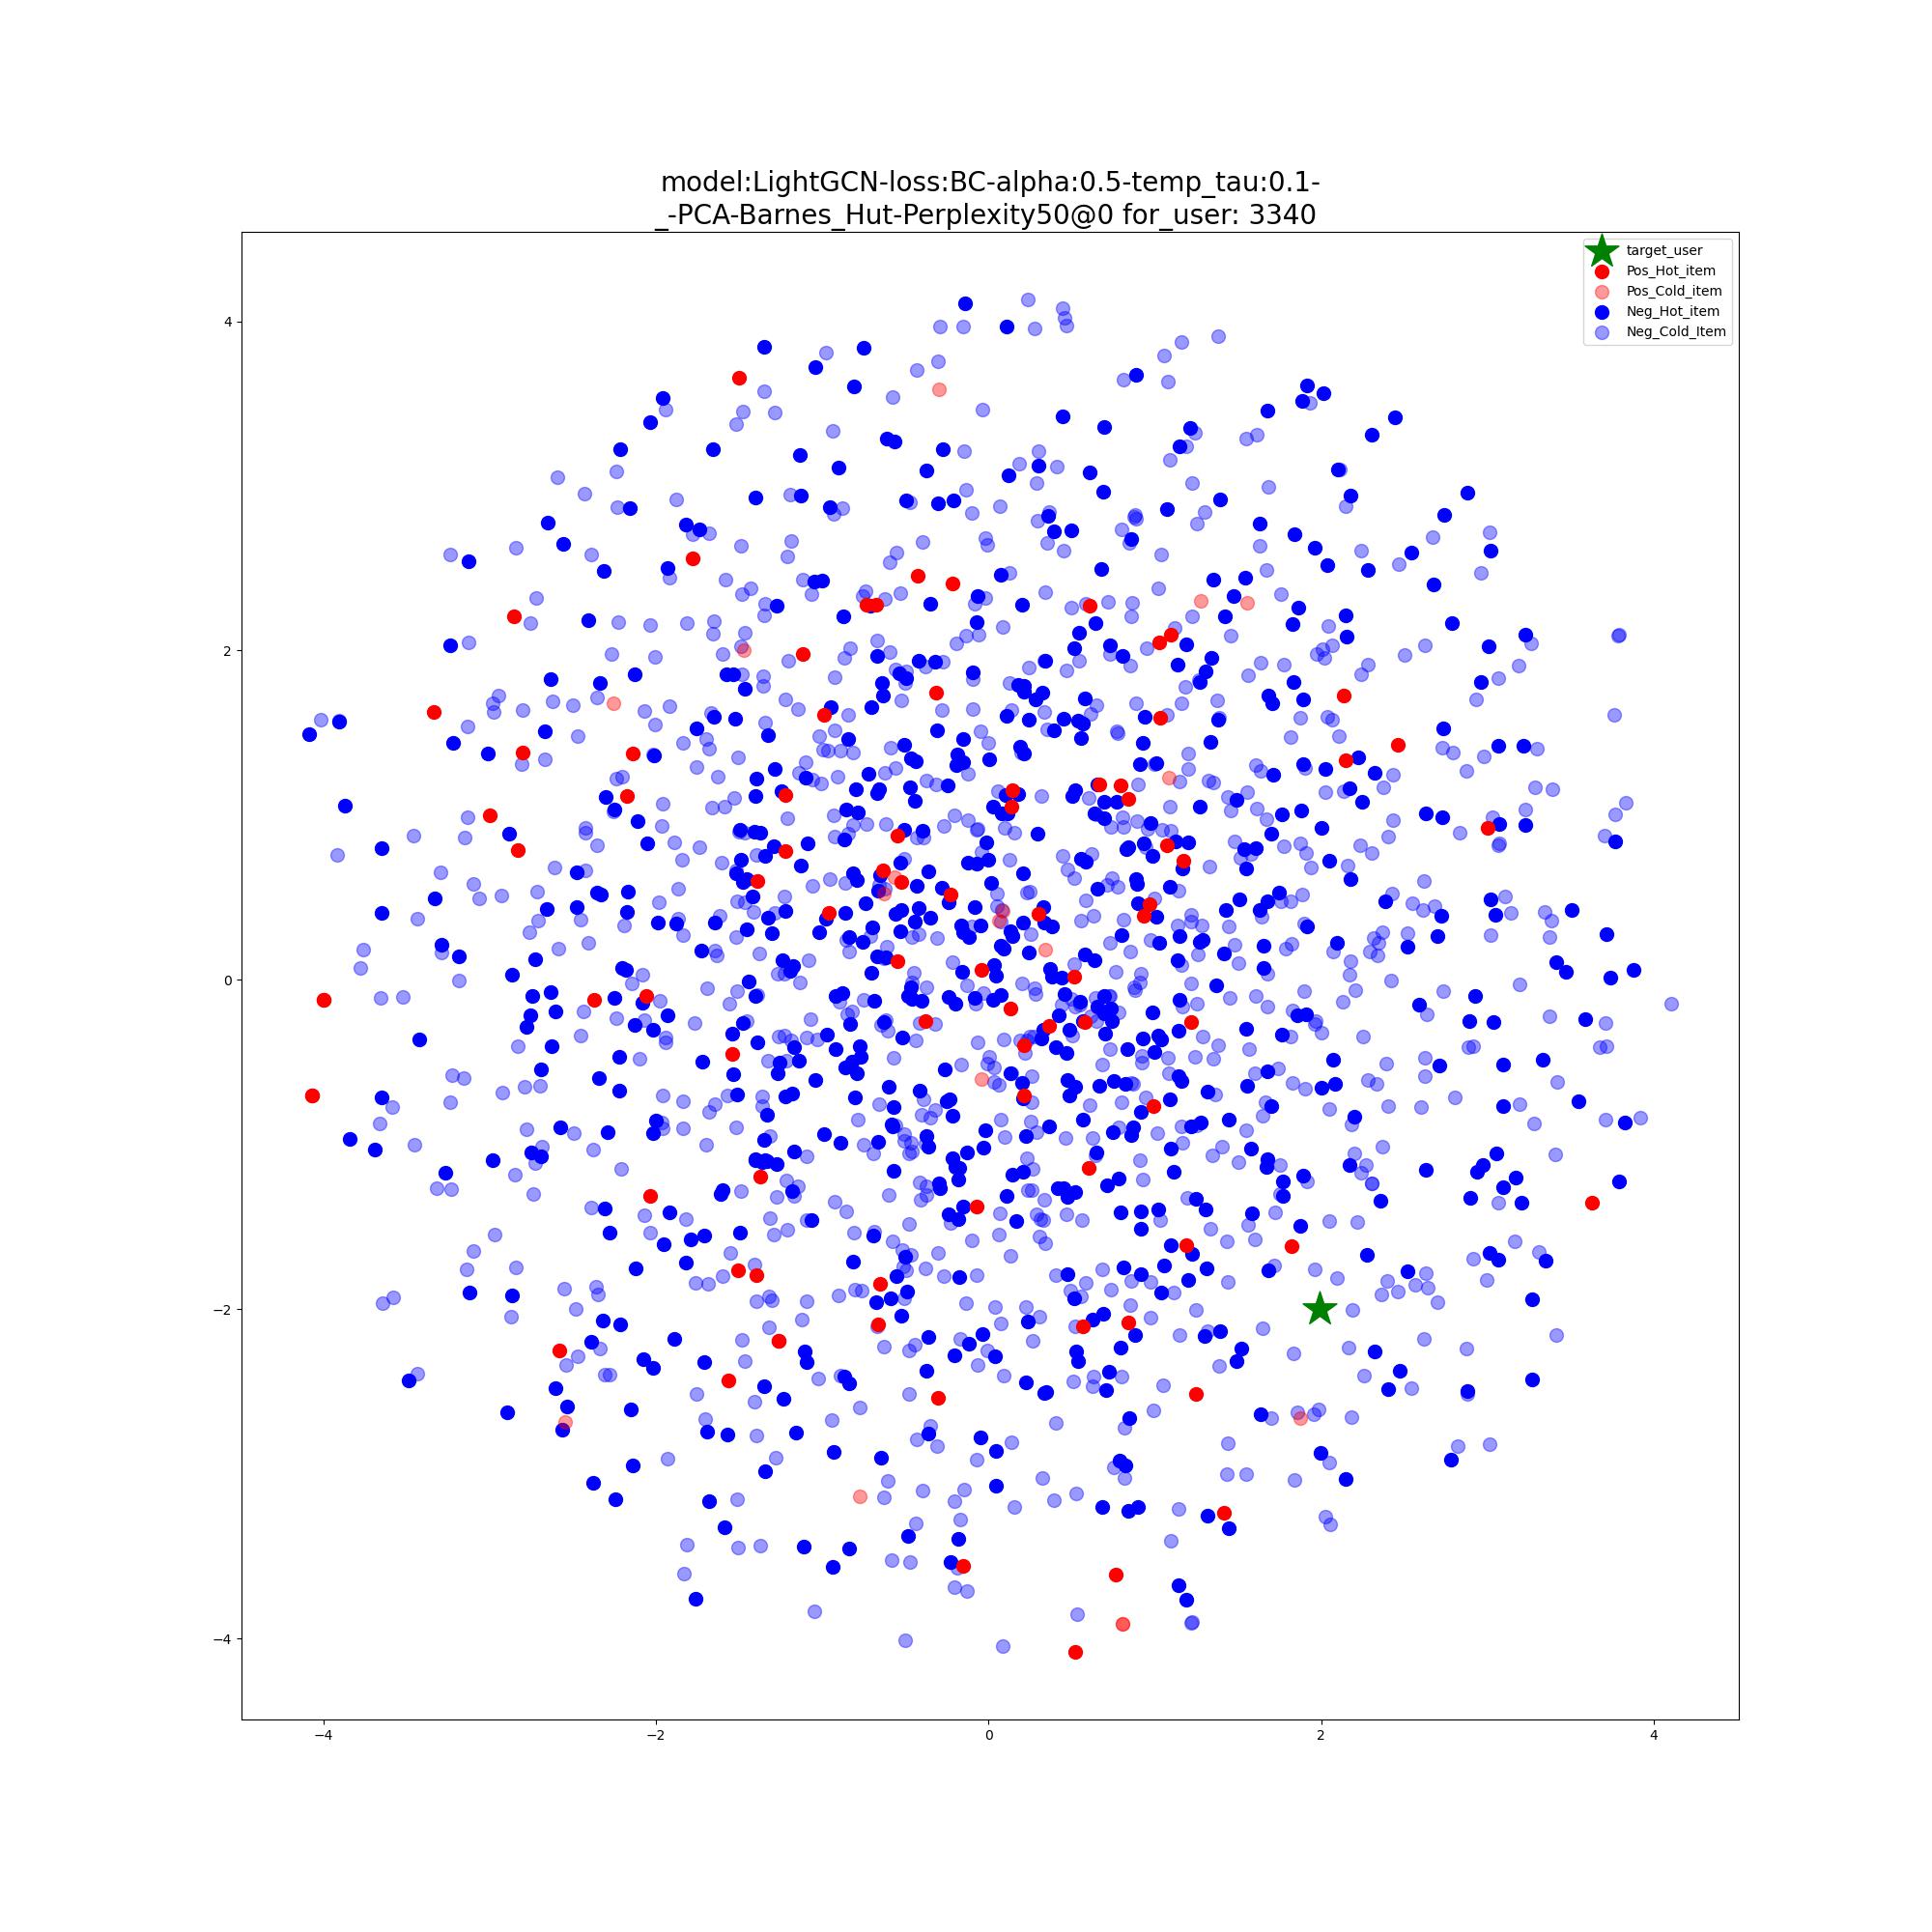 model:LightGCN-loss:BC-alpha:0.5-temp_tau:0.1-
_-PCA-Barnes_Hut-Perplexity50@0 for_user: 3340
target_user
Pos_Hot_item
Pos_Cold_item
Neg_Hot_item
Neg_Cold_Item
4
2
0
−2
−4
−4
−2
0
2
4